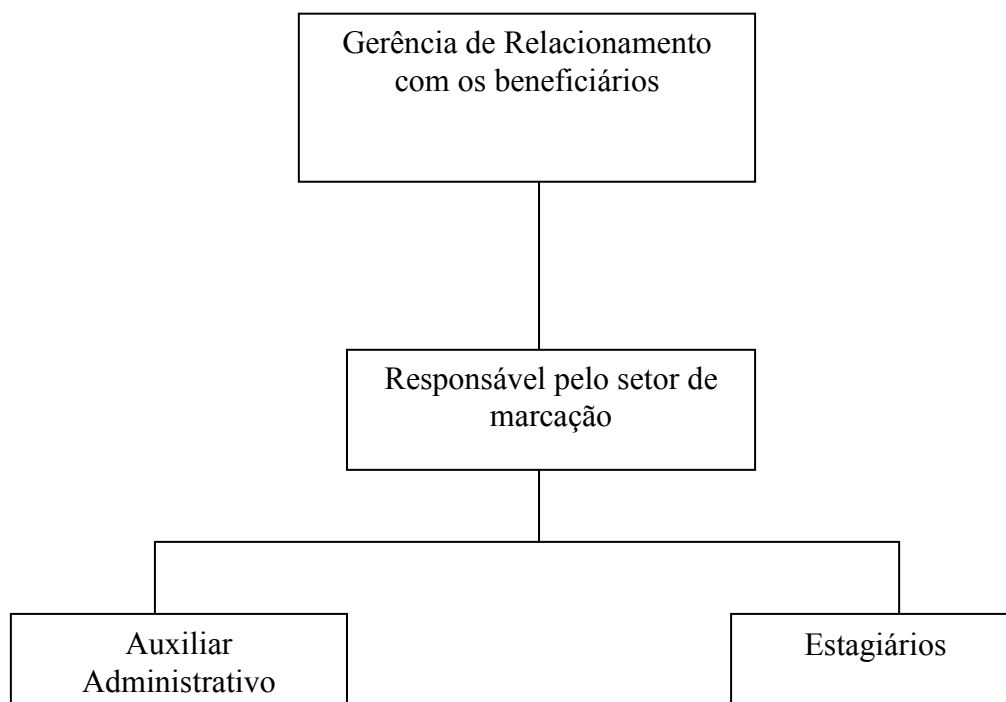 Gerência de Relacionamento
com os beneficiários
Responsável pelo setor de
marcação
Auxiliar
Administrativo
Estagiários